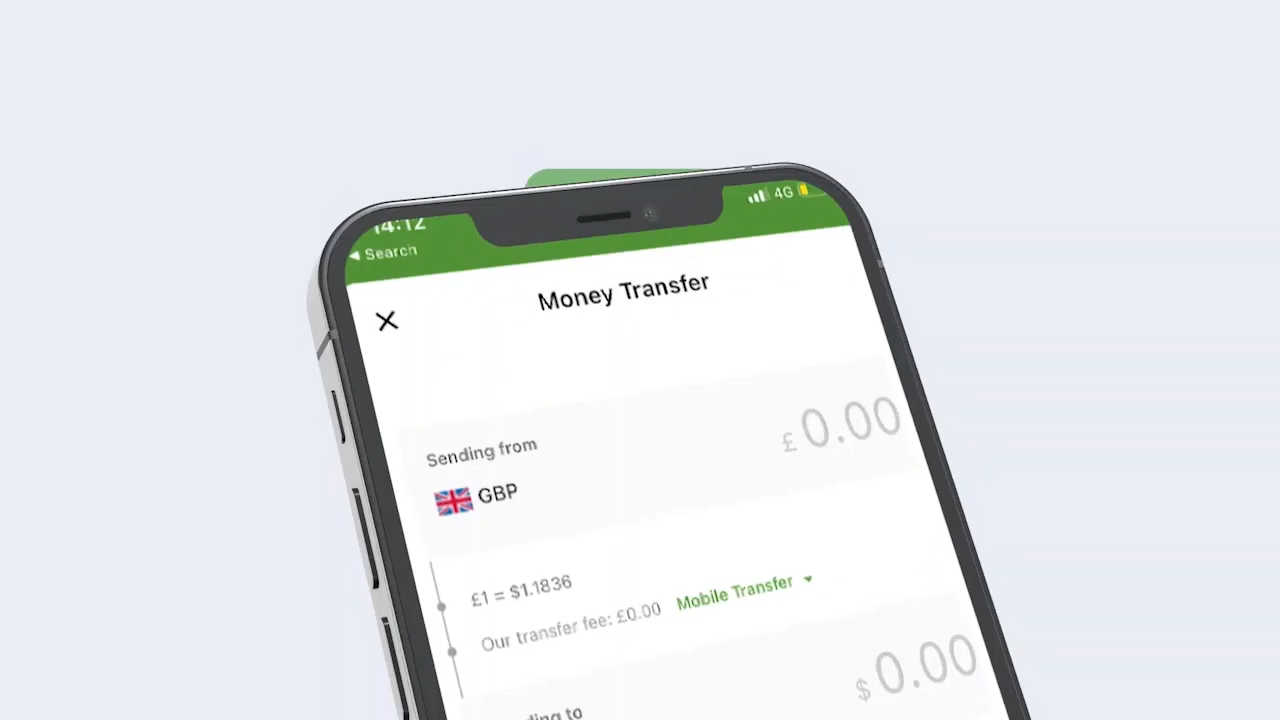 14:12
4G
Search
Money Transfer
£ 0.00
Sending from
GBP
£1 = $1.1836
Our transfer fee: £0.00 Mobile Transfer
$ 0.00
to